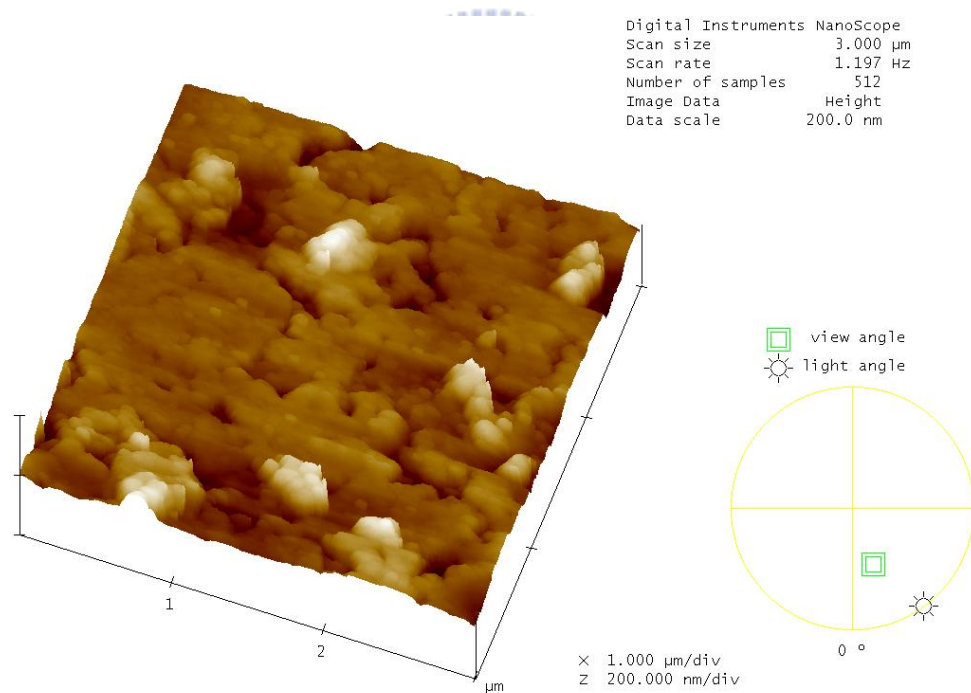 Digital Instruments NanoScope
Scan size 3.000 µm
Scan rate 1.197 Hz
Number of samples 512
Image Data Height
Data scale 200.0 nm
view angle
light angle
0 º
1
2
µm
X 1.000 µm/div
Z 200.000 nm/div